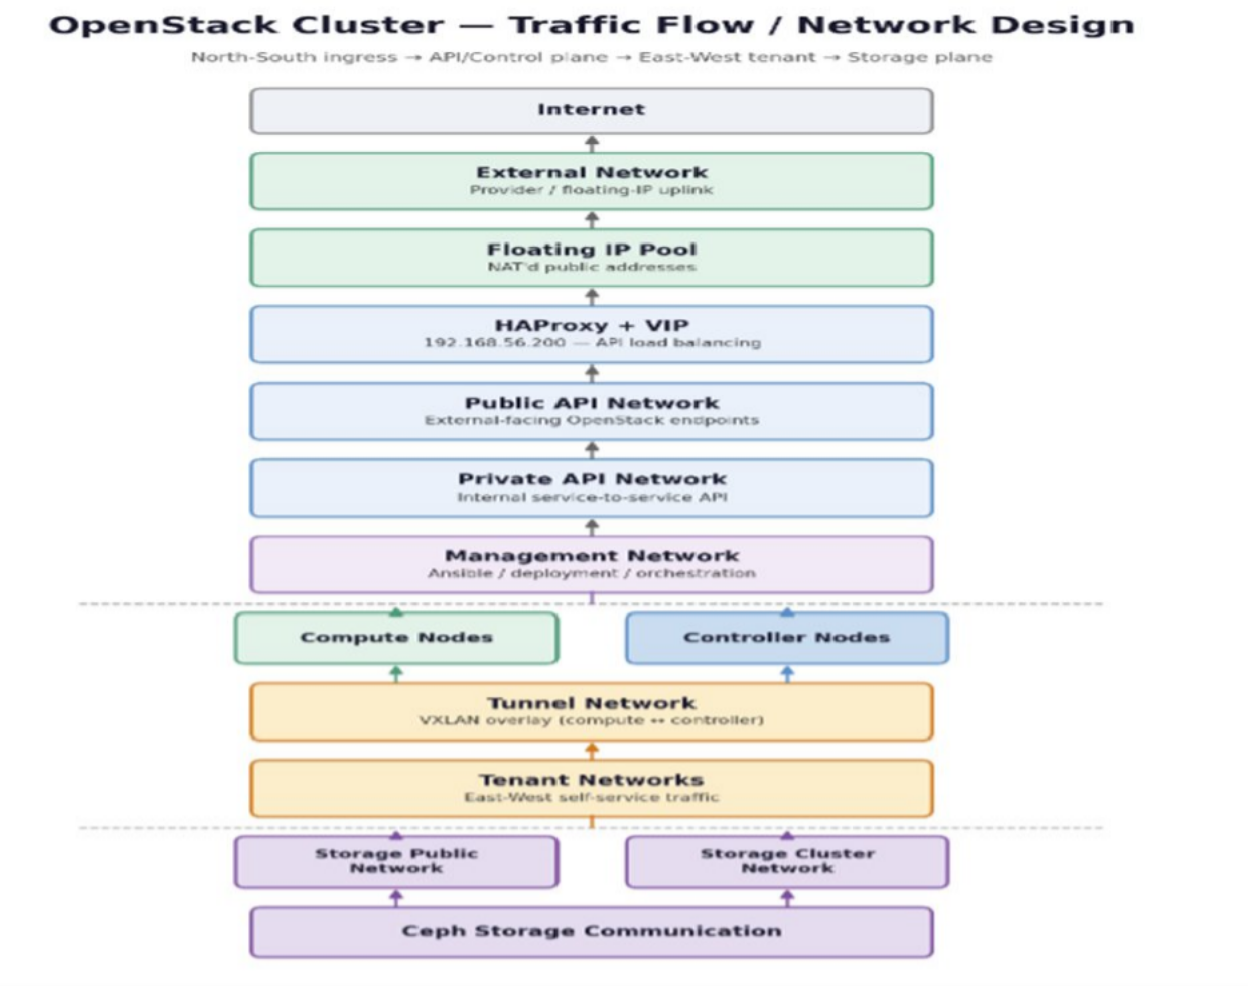 OpenStack Cluster — Traffic Flow / Network Design
North-South ingress → API/Control plane → East-West tenant → Storage plane
Internet
External Network
Provider / floating-IP uplink
Floating IP Pool
NAT'd public addresses
HAProxy + VIP
192.168.56.200 — API load balancing
Public API Network
External-facing OpenStack endpoints
Private API Network
Internal service-to-service API
Management Network
Ansible / deployment / orchestration
Compute Nodes
Controller Nodes
Tunnel Network
VXLAN overlay (compute ↔ controller)
Tenant Networks
East-West self-service traffic
Storage Public
Network
Storage Cluster
Network
Ceph Storage Communication